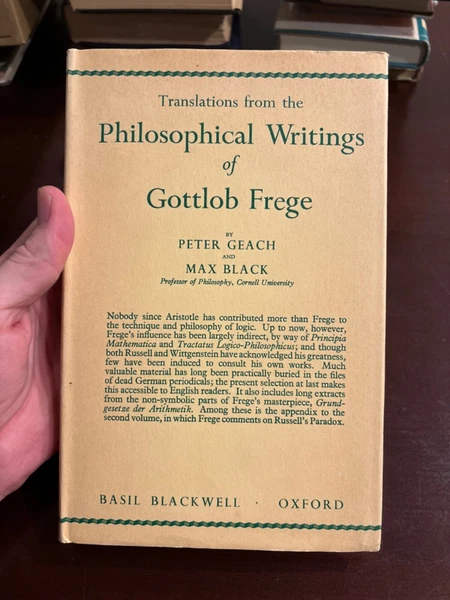 Translations from the
Philosophical Writings
of
Gottlob Frege
BY
PETER GEACH
AND
MAX BLACK
Professor of Philosophy, Cornell University
Nobody since Aristotle has contributed more than Frege to
the technique and philosophy of logic. Up to now, however,
Frege's influence has been largely indirect, by way of Principia
Mathematica and Tractatus Logico-Philosophicus; and though
both Russell and Wittgenstein have acknowledged his greatness,
few have been induced to consult his own works. Much
valuable material has long been practically buried in the files
of dead German periodicals; the present selection at last makes
this accessible to English readers. It also includes long extracts
from the non-symbolic parts of Frege's masterpiece, Grund-
gesetze der Arithmetik. Among these is the appendix to the
second volume, in which Frege comments on Russell's Paradox.
BASIL BLACKWELL · OXFORD